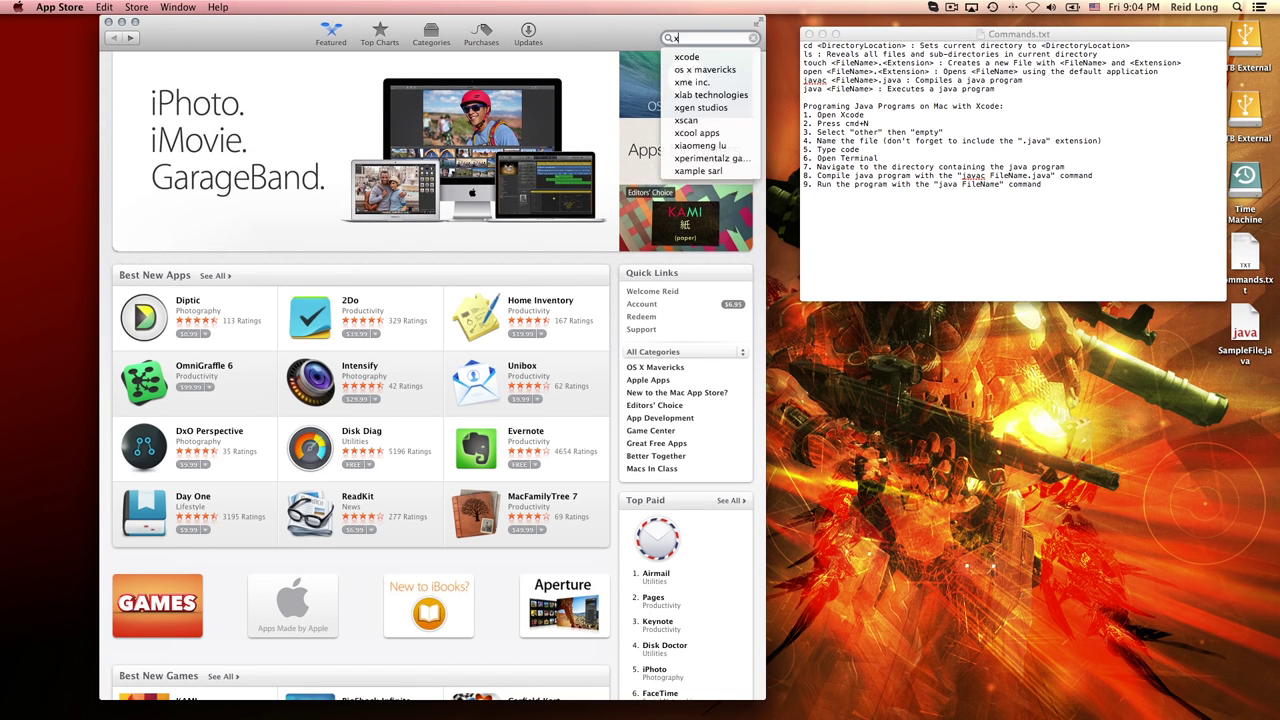 App Store Edit Store Window Help
Fri 9:04 PM Reid Long
Featured Top Charts Categories Purchases Updates
x
xcode
os x mavericks
xme inc.
xlab technologies
xgen studios
xscan
xcool apps
xiaomeng lu
xperimentalz ga...
xample sarl
iPhoto.
iMovie.
GarageBand.
OS
Apps
Editors' Choice
KAMI
紙
(paper)
Best New Apps See All
Diptic
Photography
113 Ratings
$0.99
2Do
Productivity
329 Ratings
$39.99
Home Inventory
Productivity
167 Ratings
$19.99
OmniGraffle 6
Productivity
$99.99
Intensify
Photography
42 Ratings
$29.99
Unibox
Productivity
62 Ratings
$9.99
DxO Perspective
Photography
35 Ratings
$9.99
Disk Diag
Utilities
5196 Ratings
FREE
Evernote
Productivity
4654 Ratings
FREE
Day One
Lifestyle
3195 Ratings
$9.99
ReadKit
News
277 Ratings
$6.99
MacFamilyTree 7
Productivity
69 Ratings
$49.99
GAMES
Apps Made by Apple
New to iBooks?
Aperture
Best New Games See All
KAMI
Garfield Kart
Quick Links
Welcome Reid
Account $6.95
Redeem
Support
All Categories
OS X Mavericks
Apple Apps
New to the Mac App Store?
Editors' Choice
App Development
Game Center
Great Free Apps
Better Together
Macs In Class
Top Paid See All
1. Airmail
Utilities
2. Pages
Productivity
3. Keynote
Productivity
4. Disk Doctor
Utilities
5. iPhoto
Photography
6. FaceTime
Commands.txt
cd <DirectoryLocation> : Sets current directory to <DirectoryLocation>
ls : Reveals all files and sub-directories in current directory
touch <FileName>.<Extension> : Creates a new File with <FileName> and <Extension>
open <FileName>.<Extension> : Opens <FileName> using the default application
javac <FileName>.java : Compiles a java program
java <FileName> : Executes a java program
Programing Java Programs on Mac with Xcode:
1. Open Xcode
2. Press cmd+N
3. Select "other" then "empty"
4. Name the file (don't forget to include the ".java" extension)
5. Type code
6. Open Terminal
7. Navigate to the directory containing the java program
8. Compile java program with the "javac FileName.java" command
9. Run the program with the "java FileName" command
TB External
TB External
Time
Machine
TXT
ommands.tx
t
java
SampleFile.ja
va